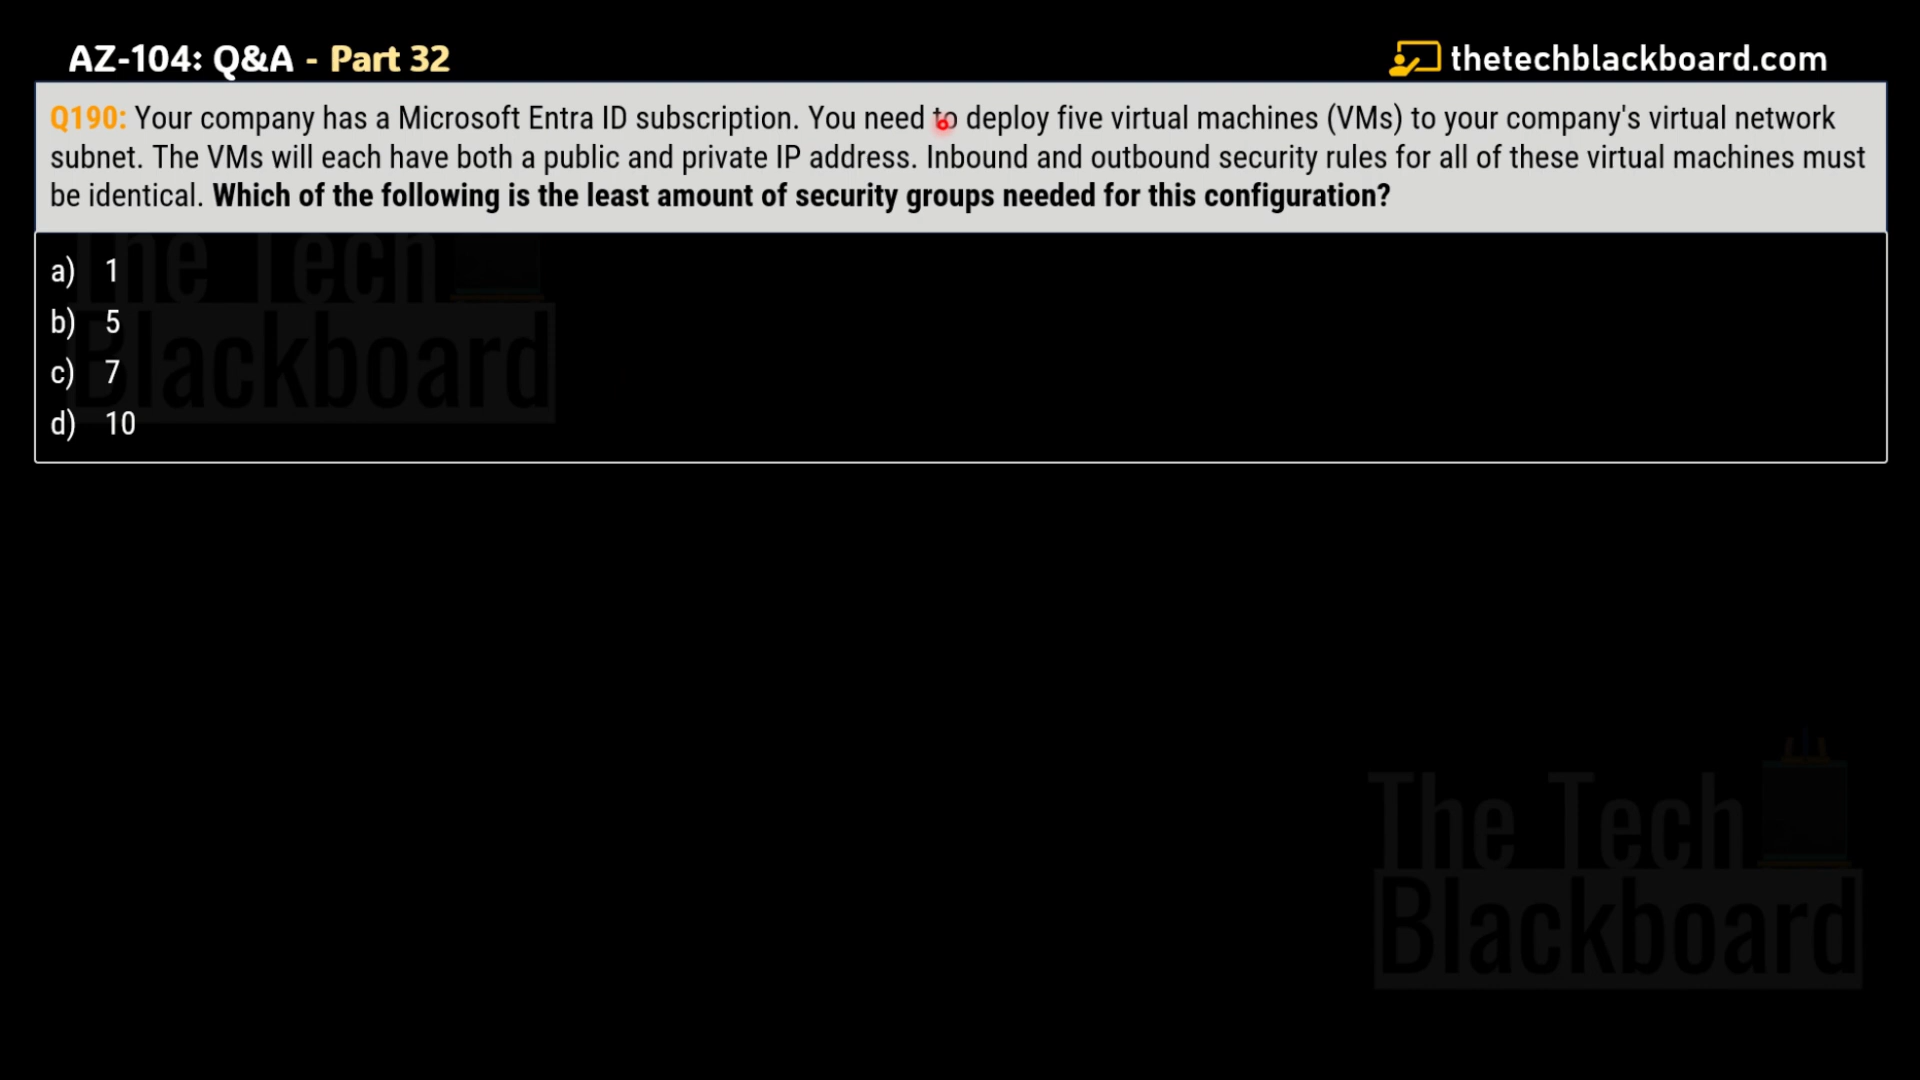 AZ-104: Q&A - Part 32
thetechblackboard.com
Q190: Your company has a Microsoft Entra ID subscription. You need to deploy five virtual machines (VMs) to your company's virtual network
subnet. The VMs will each have both a public and private IP address. Inbound and outbound security rules for all of these virtual machines must
be identical. Which of the following is the least amount of security groups needed for this configuration?
The Tech
a) 1
Blackboard
b) 5
c) 7
d) 10
The Tech
Blackboard